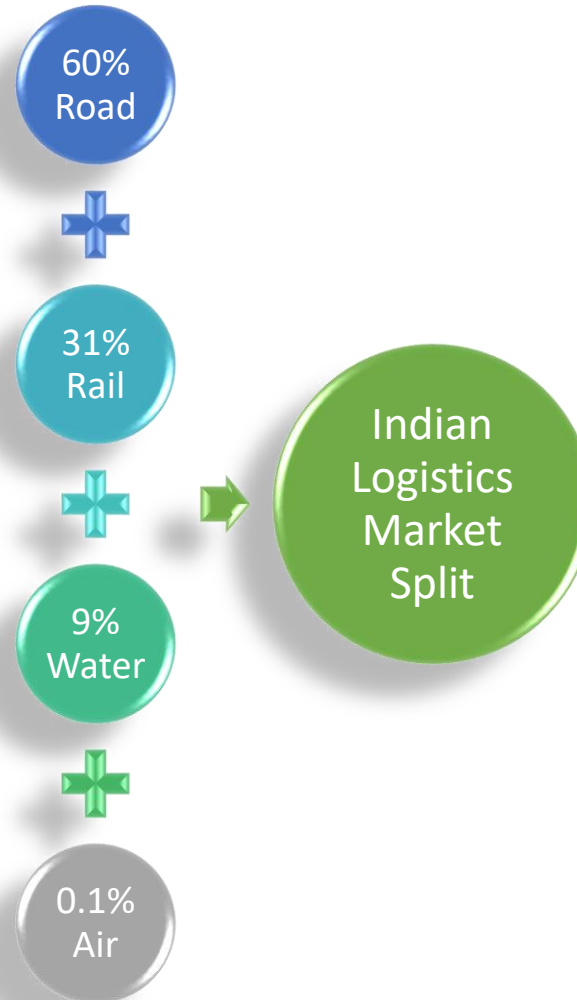 60%
Road
31%
Rail
9%
Water
0.1%
Air
Indian
Logistics
Market
Split